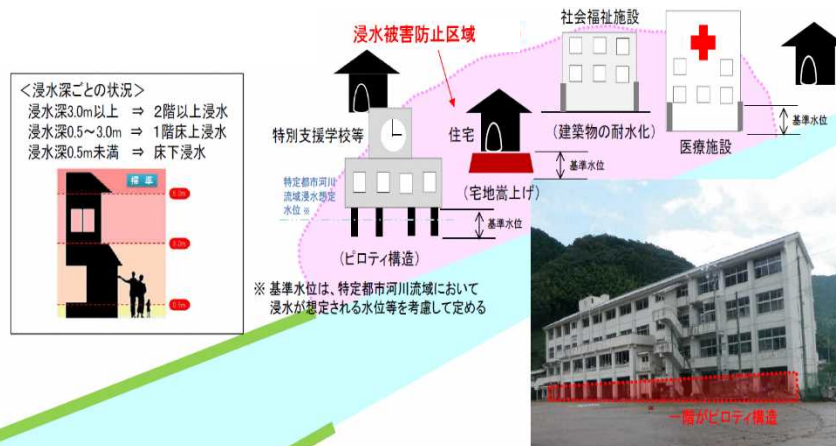 社会福祉施設
浸水被害防止区域
<浸水深ごとの状況>
浸水深3.0m以上 ⇒ 2階以上浸水
浸水深0.5~3.0m ⇒ 1階床上浸水
浸水深0.5m未満 ⇒ 床下浸水
標準
5.0m
3.0m
0.5m
特別支援学校等
住宅
(建築物の耐水化)
医療施設
基準水位
基準水位
(宅地嵩上げ)
特定都市河川
流域浸水想定
水位 ※
基準水位
(ピロティ構造)
※ 基準水位は、特定都市河川流域において
浸水が想定される水位等を考慮して定める
一階がピロティ構造